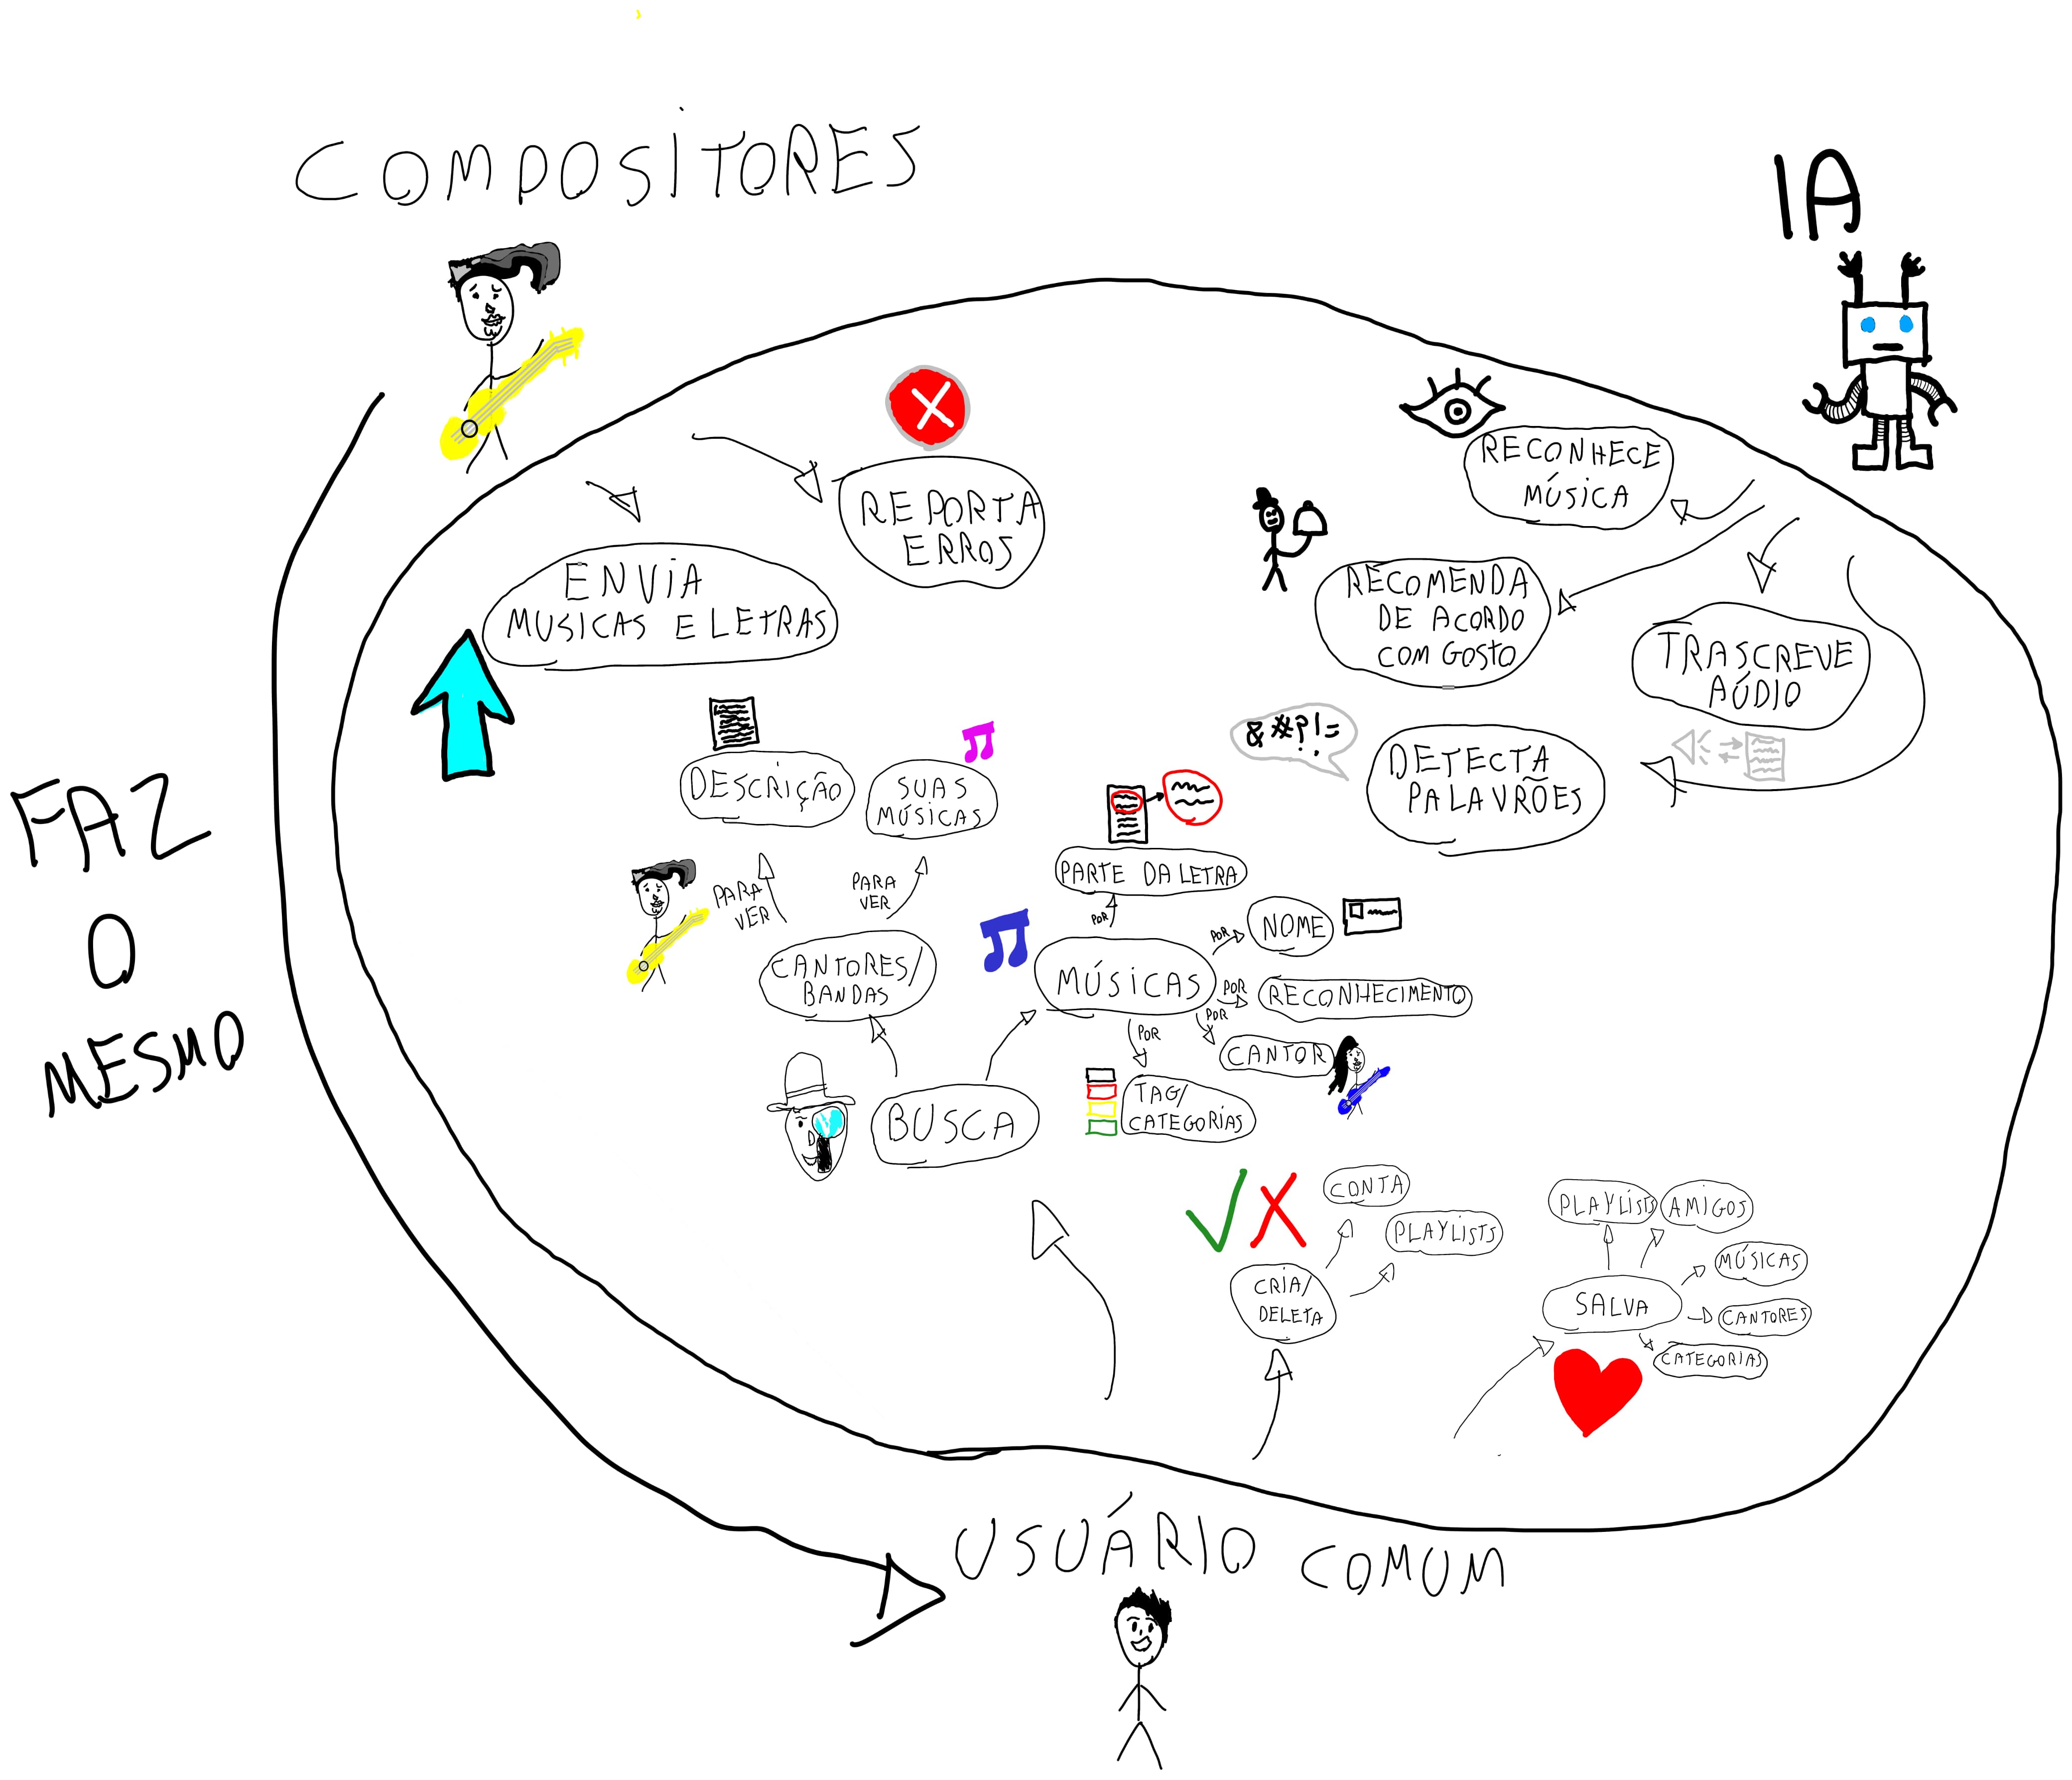 COMPOSITORES
IA
RECONHECE
MÚSICA
REPORTA
ERROS
ENVIA
MUSICAS E LETRAS
RECOMENDA
DE ACORDO
COM GOSTO
TRASCREVE
AÚDIO
&#?!=
DETECTA
PALAVRÕES
DESCRIÇÃO
SUAS
MÚSICAS
FAZ
O
MESMO
PARA
VER
PARA
VER
PARTE DA LETRA
POR
NOME
POR
CANTORES/
BANDAS
MÚSICAS
POR
RECONHECIMENTO
POR
CANTOR
POR
TAG/
CATEGORIAS
BUSCA
CONTA
PLAYLISTS
CRIA/
DELETA
PLAYLISTS
AMIGOS
MÚSICAS
SALVA
CANTORES
CATEGORIAS
USUÁRIO COMUM